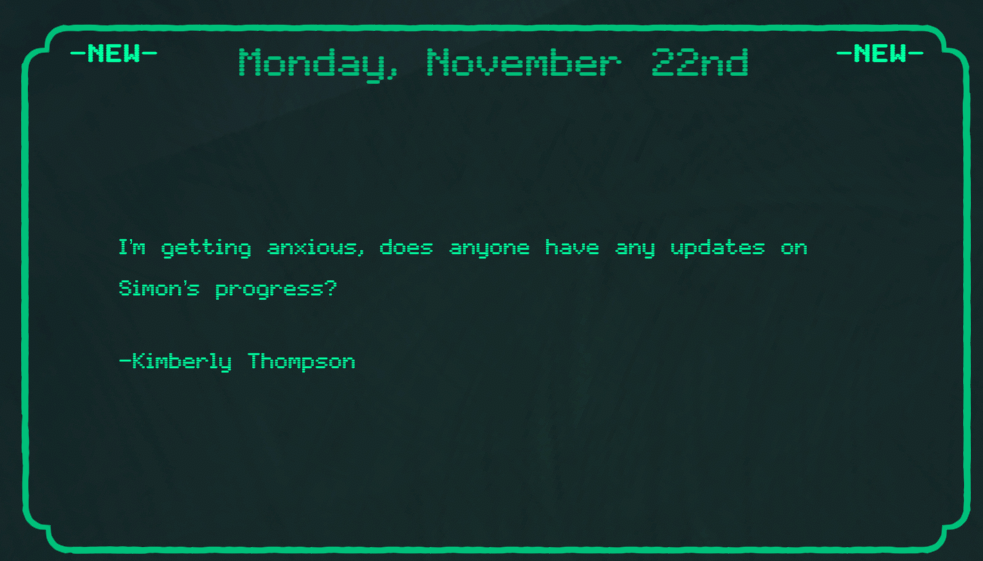 -NEW- Monday, November 22nd -NEW-
I'm getting anxious, does anyone have any updates on
Simon's progress?
-Kimberly Thompson